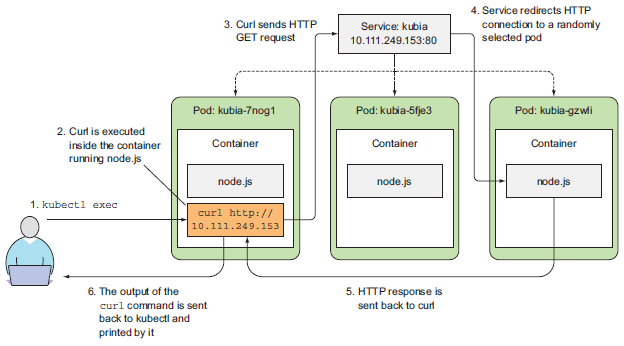 3. Curl sends HTTP
GET request
Service: kubia
10.111.249.153:80
4. Service redirects HTTP
connection to a randomly
selected pod
Pod: kubia-7nog1
Pod: kubia-5fje3
Pod: kubia-gzwli
2. Curl is executed
inside the container
running node.js
Container
Container
Container
node.js
node.js
node.js
1. kubectl exec
curl http://
10.111.249.153
6. The output of the
curl command is sent
back to kubectl and
printed by it
5. HTTP response is
sent back to curl